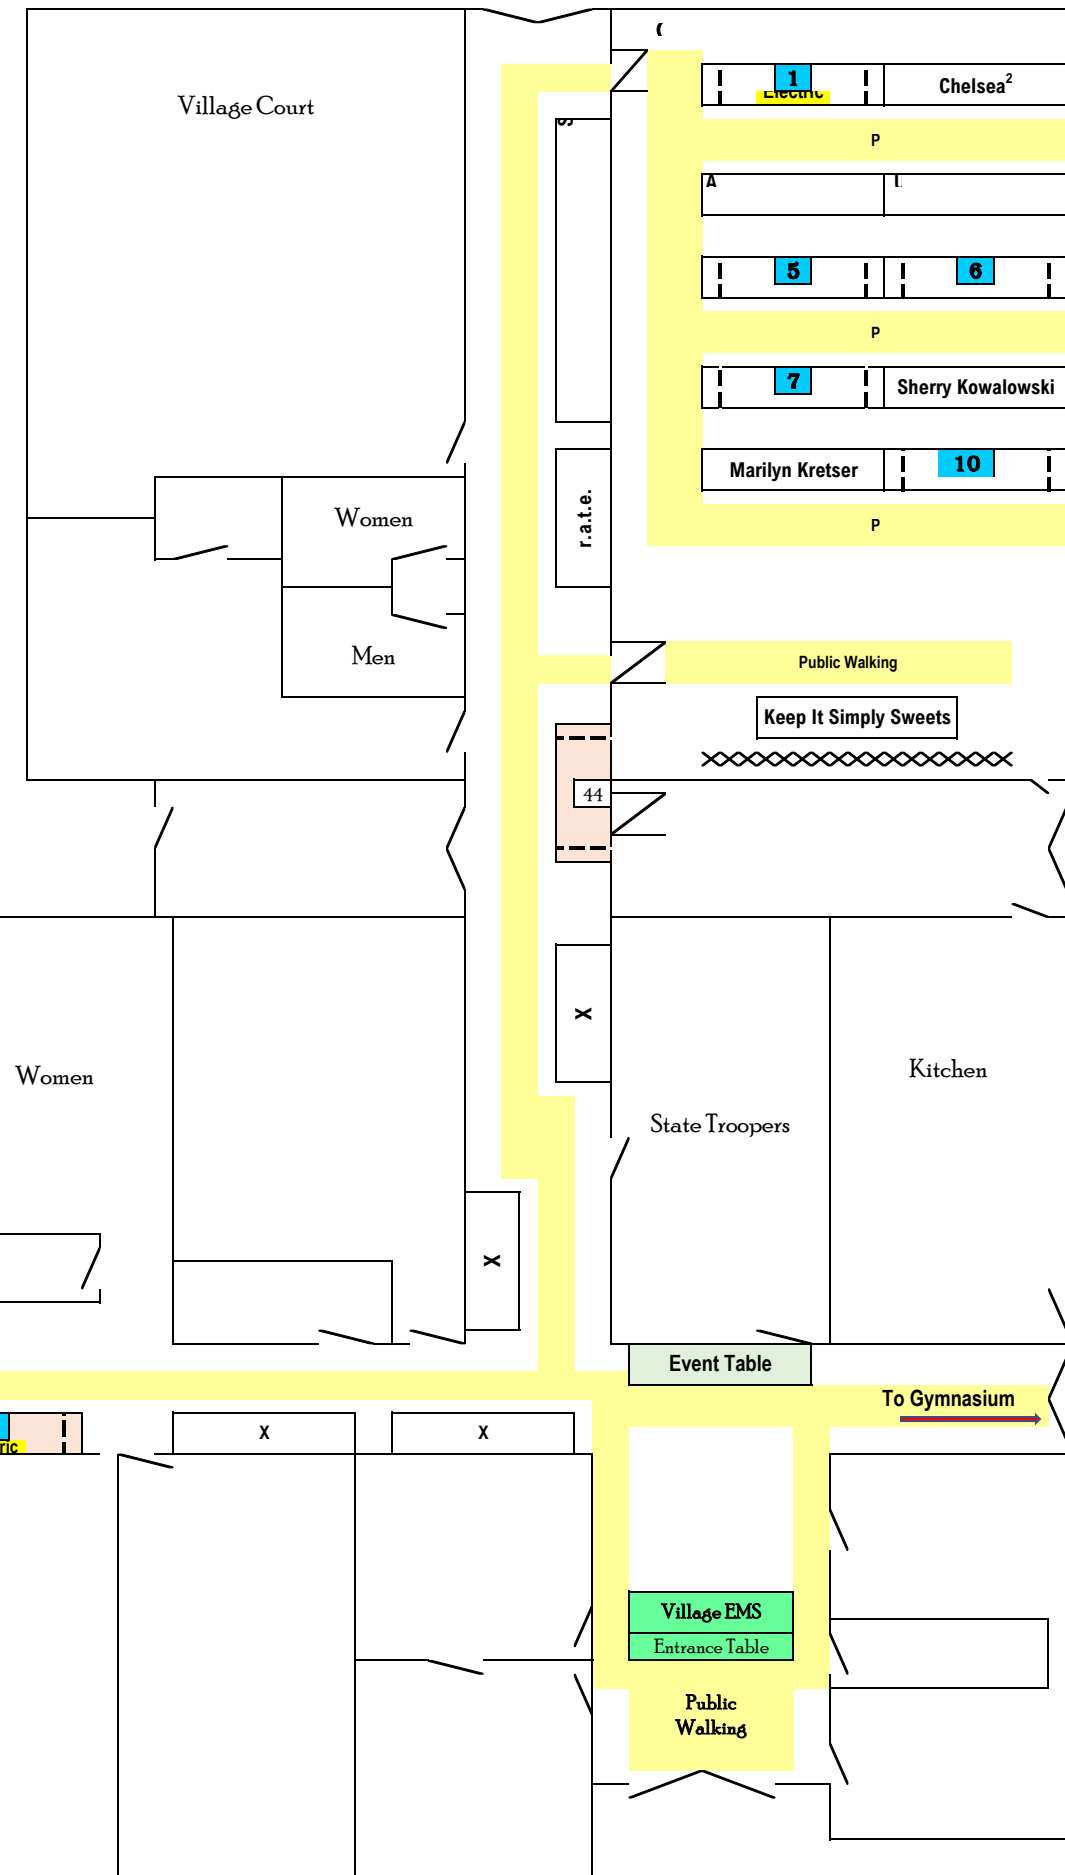 Village Court
1
Electric
Chelsea2
P
5
6
P
7
Sherry Kowalowski
Marilyn Kretser
10
r.a.t.e.
Women
P
Men
Public Walking
Keep It Simply Sweets
44
X
Women
Kitchen
State Troopers
X
Event Table
To Gymnasium
X
X
Village EMS
Entrance Table
Public
Walking